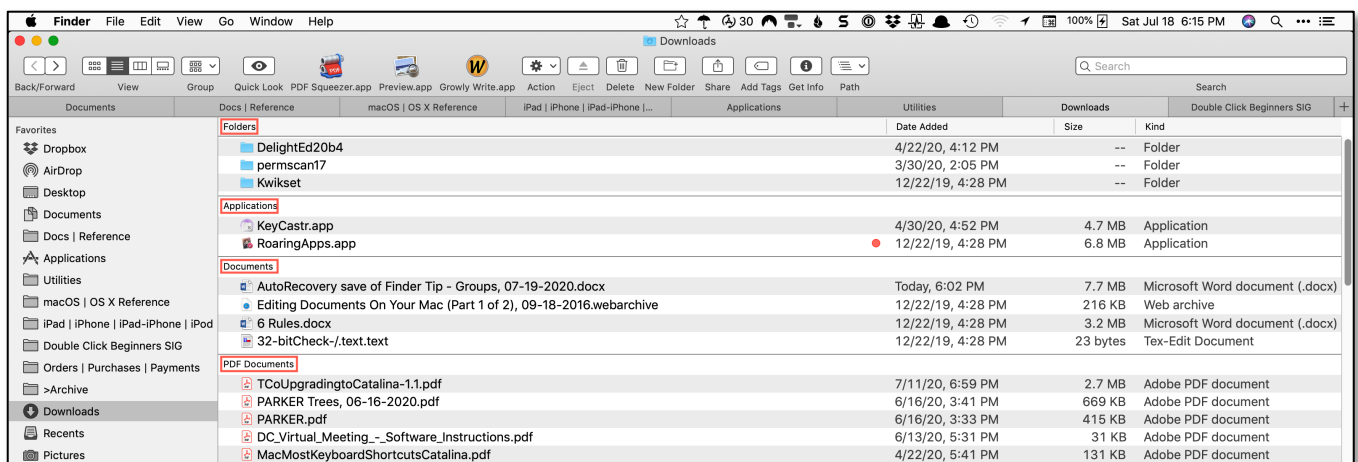 Finder File Edit View Go Window Help 30 100% Sat Jul 18 6:15 PM
Downloads
Search
Back/Forward View Group Quick Look PDF Squeezer.app Preview.app Growly Write.app Action Eject Delete New Folder Share Add Tags Get Info Path Search
Documents Docs | Reference macOS | OS X Reference iPad | iPhone | iPad-iPhone |... Applications Utilities Downloads Double Click Beginners SIG +
Favorites
Dropbox
AirDrop
Desktop
Documents
Docs | Reference
Applications
Utilities
macOS | OS X Reference
iPad | iPhone | iPad-iPhone | iPod
Double Click Beginners SIG
Orders | Purchases | Payments
>Archive
Downloads
Recents
Pictures
Folders Date Added Size Kind
DelightEd20b4 4/22/20, 4:12 PM -- Folder
permscan17 3/30/20, 2:05 PM -- Folder
Kwikset 12/22/19, 4:28 PM -- Folder
Applications
KeyCastr.app 4/30/20, 4:52 PM 4.7 MB Application
RoaringApps.app 12/22/19, 4:28 PM 6.8 MB Application
Documents
AutoRecovery save of Finder Tip - Groups, 07-19-2020.docx Today, 6:02 PM 7.7 MB Microsoft Word document (.docx)
Editing Documents On Your Mac (Part 1 of 2), 09-18-2016.webarchive 12/22/19, 4:28 PM 216 KB Web archive
6 Rules.docx 12/22/19, 4:28 PM 3.2 MB Microsoft Word document (.docx)
32-bitCheck-/.text.text 12/22/19, 4:28 PM 23 bytes Tex-Edit Document
PDF Documents
TCoUpgradingtoCatalina-1.1.pdf 7/11/20, 6:59 PM 2.7 MB Adobe PDF document
PARKER Trees, 06-16-2020.pdf 6/16/20, 3:41 PM 669 KB Adobe PDF document
PARKER.pdf 6/16/20, 3:33 PM 415 KB Adobe PDF document
DC_Virtual_Meeting_-_Software_Instructions.pdf 6/13/20, 5:31 PM 31 KB Adobe PDF document
MacMostKeyboardShortcutsCatalina.pdf 4/22/20, 5:41 PM 131 KB Adobe PDF document